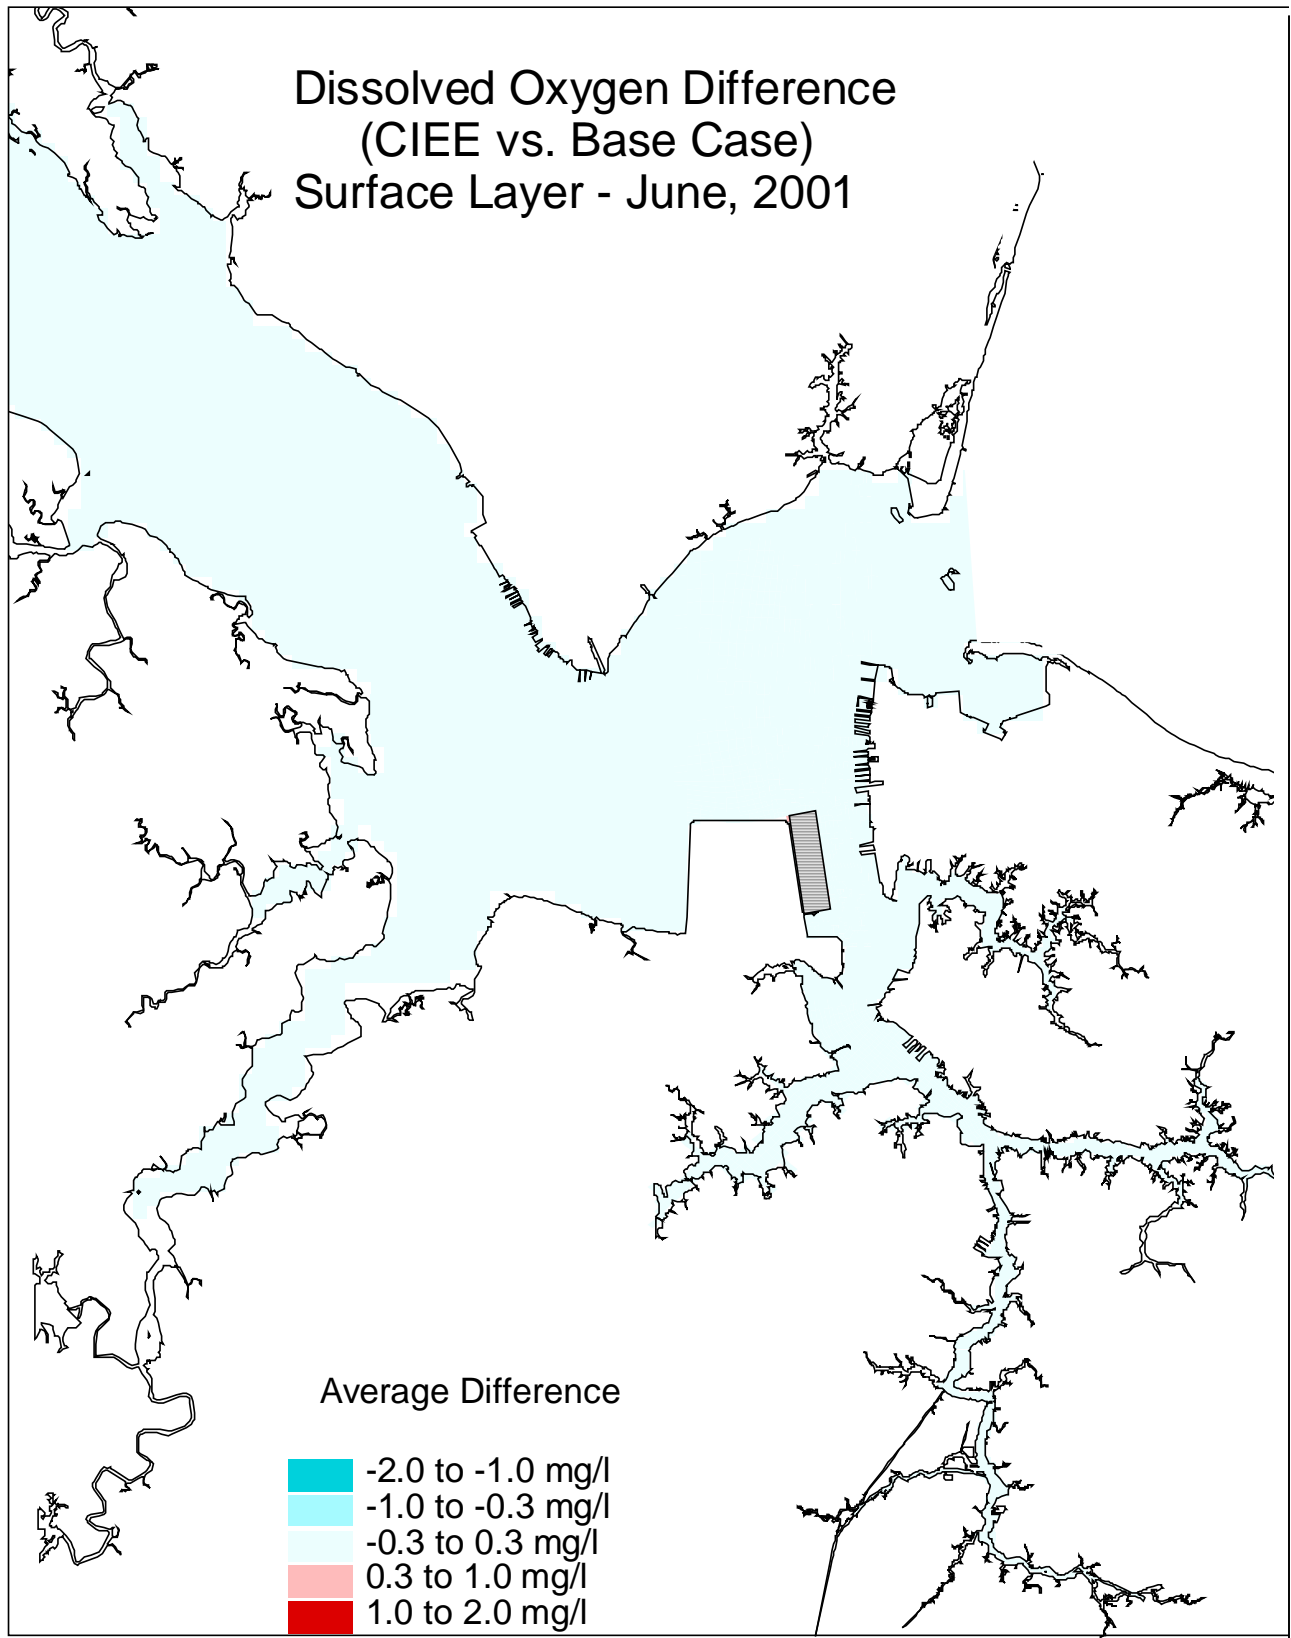 Dissolved Oxygen Difference
(CIEE vs. Base Case)
Surface Layer - June, 2001
Average Difference
-2.0 to -1.0 mg/l
-1.0 to -0.3 mg/l
-0.3 to 0.3 mg/l
0.3 to 1.0 mg/l
1.0 to 2.0 mg/l